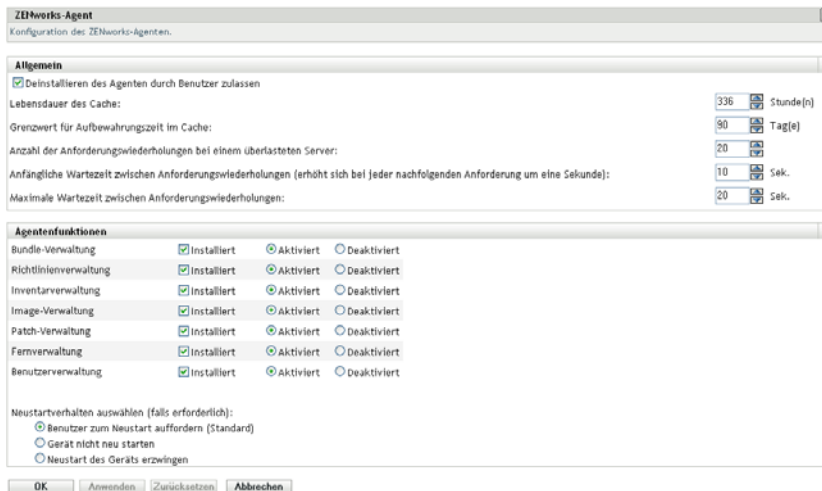 ZENworks-Agent
Konfiguration des ZENworks-Agenten.
Allgemein
Deinstallieren des Agenten durch Benutzer zulassen
Lebensdauer des Cache: 336 Stunde(n)
Grenzwert für Aufbewahrungszeit im Cache: 90 Tag(e)
Anzahl der Anforderungswiederholungen bei einem überlasteten Server: 20
Anfängliche Wartezeit zwischen Anforderungswiederholungen (erhöht sich bei jeder nachfolgenden Anforderung um eine Sekunde): 10 Sek.
Maximale Wartezeit zwischen Anforderungswiederholungen: 20 Sek.
Agentenfunktionen
Bundle-Verwaltung Installiert Aktiviert Deaktiviert
Richtlinienverwaltung Installiert Aktiviert Deaktiviert
Inventarverwaltung Installiert Aktiviert Deaktiviert
Image-Verwaltung Installiert Aktiviert Deaktiviert
Patch-Verwaltung Installiert Aktiviert Deaktiviert
Fernverwaltung Installiert Aktiviert Deaktiviert
Benutzerverwaltung Installiert Aktiviert Deaktiviert
Neustartverhalten auswählen (falls erforderlich):
Benutzer zum Neustart auffordern (Standard)
Gerät nicht neu starten
Neustart des Geräts erzwingen
OK Anwenden Zurücksetzen Abbrechen